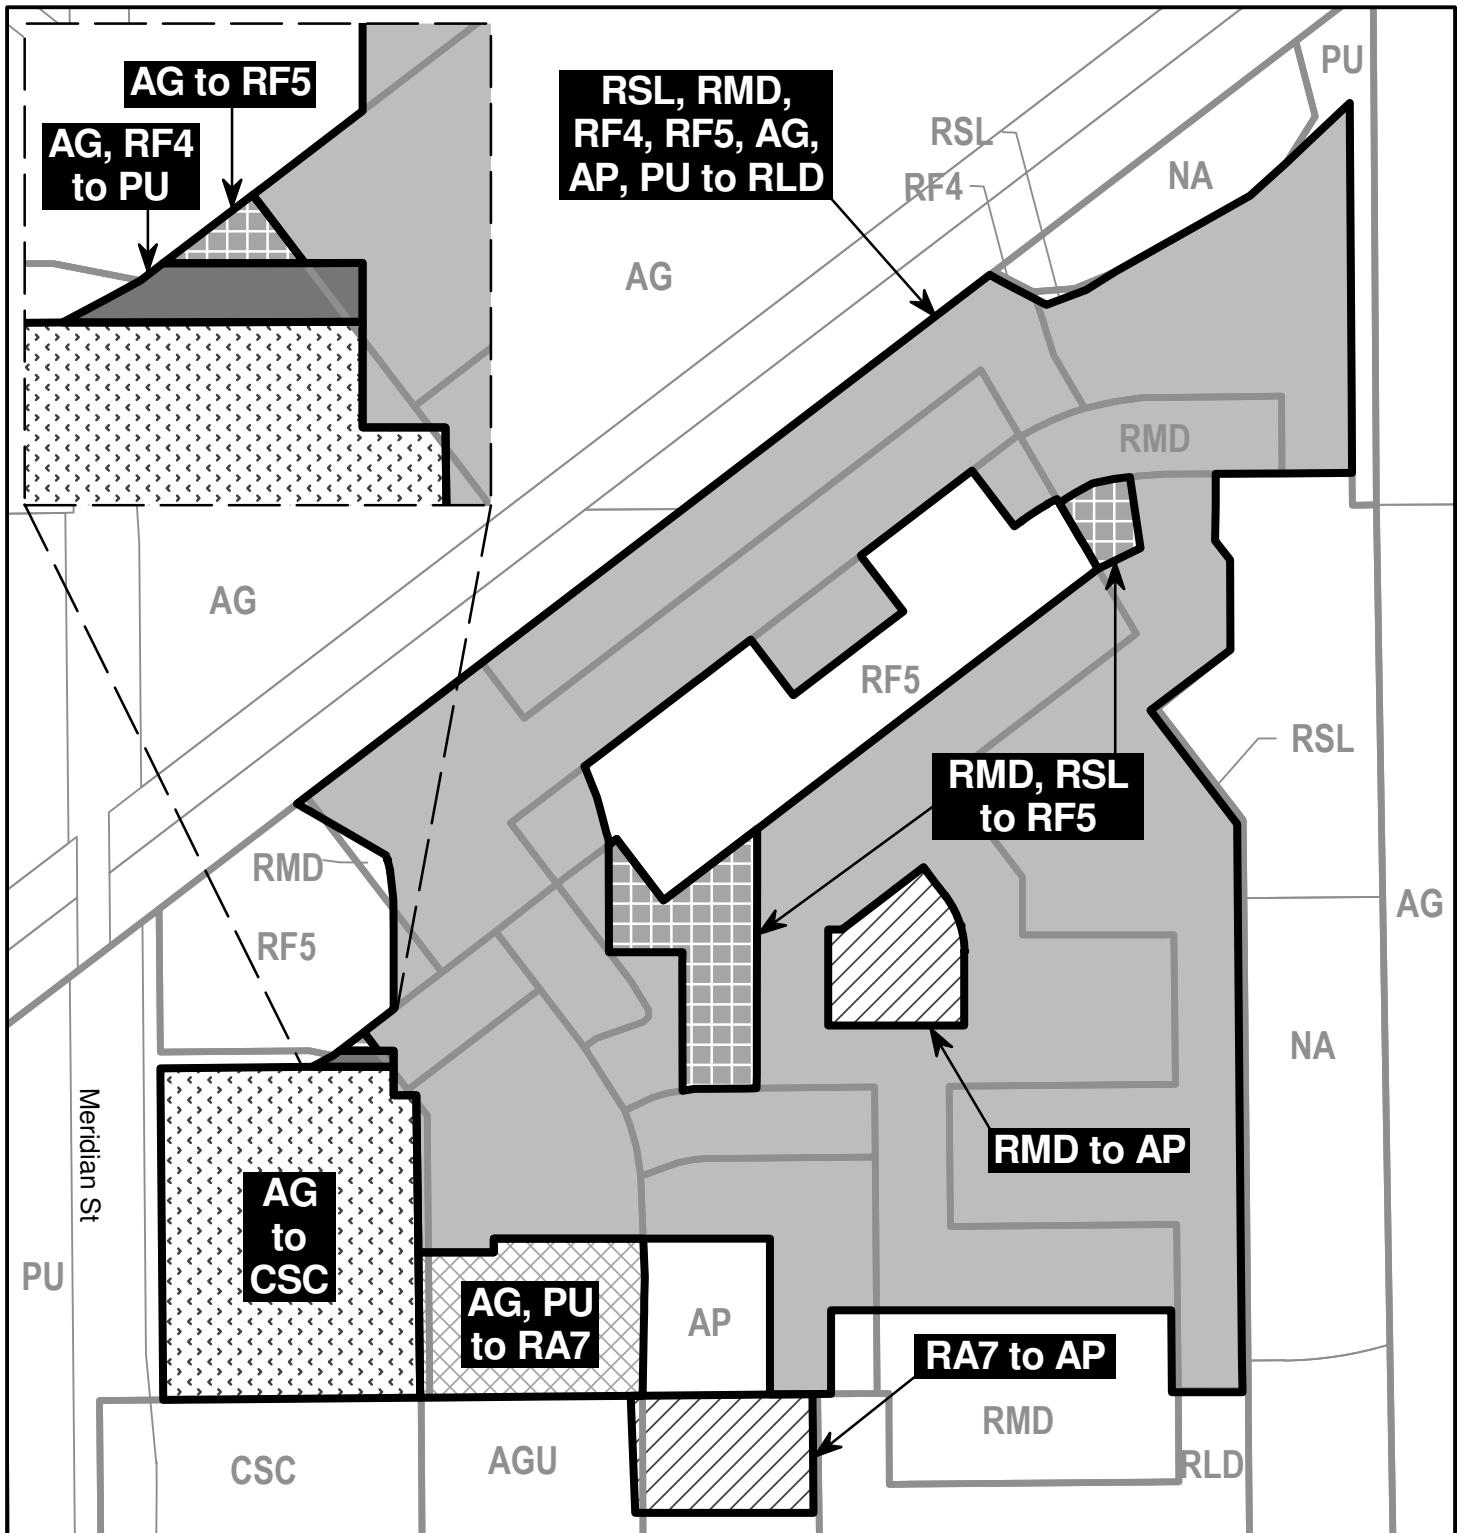 PU
AG to RF5
RSL, RMD,
RF4, RF5, AG,
AP, PU to RLD
RSL
AG, RF4
to PU
NA
RF4
AG
RMD
AG
RF5
RSL
RMD, RSL
to RF5
RMD
AG
RF5
NA
Meridian St
RMD to AP
AG
to
CSC
PU
AG, PU
to RA7
AP
RA7 to AP
RMD
CSC
AGU
RLD